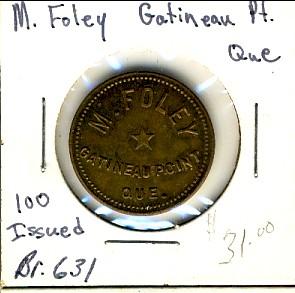 M. Foley Gatineau Pt.
Que
M. FOLEY
GATINEAU POINT
QUE.
100
Issued
Br. 631
$31.00